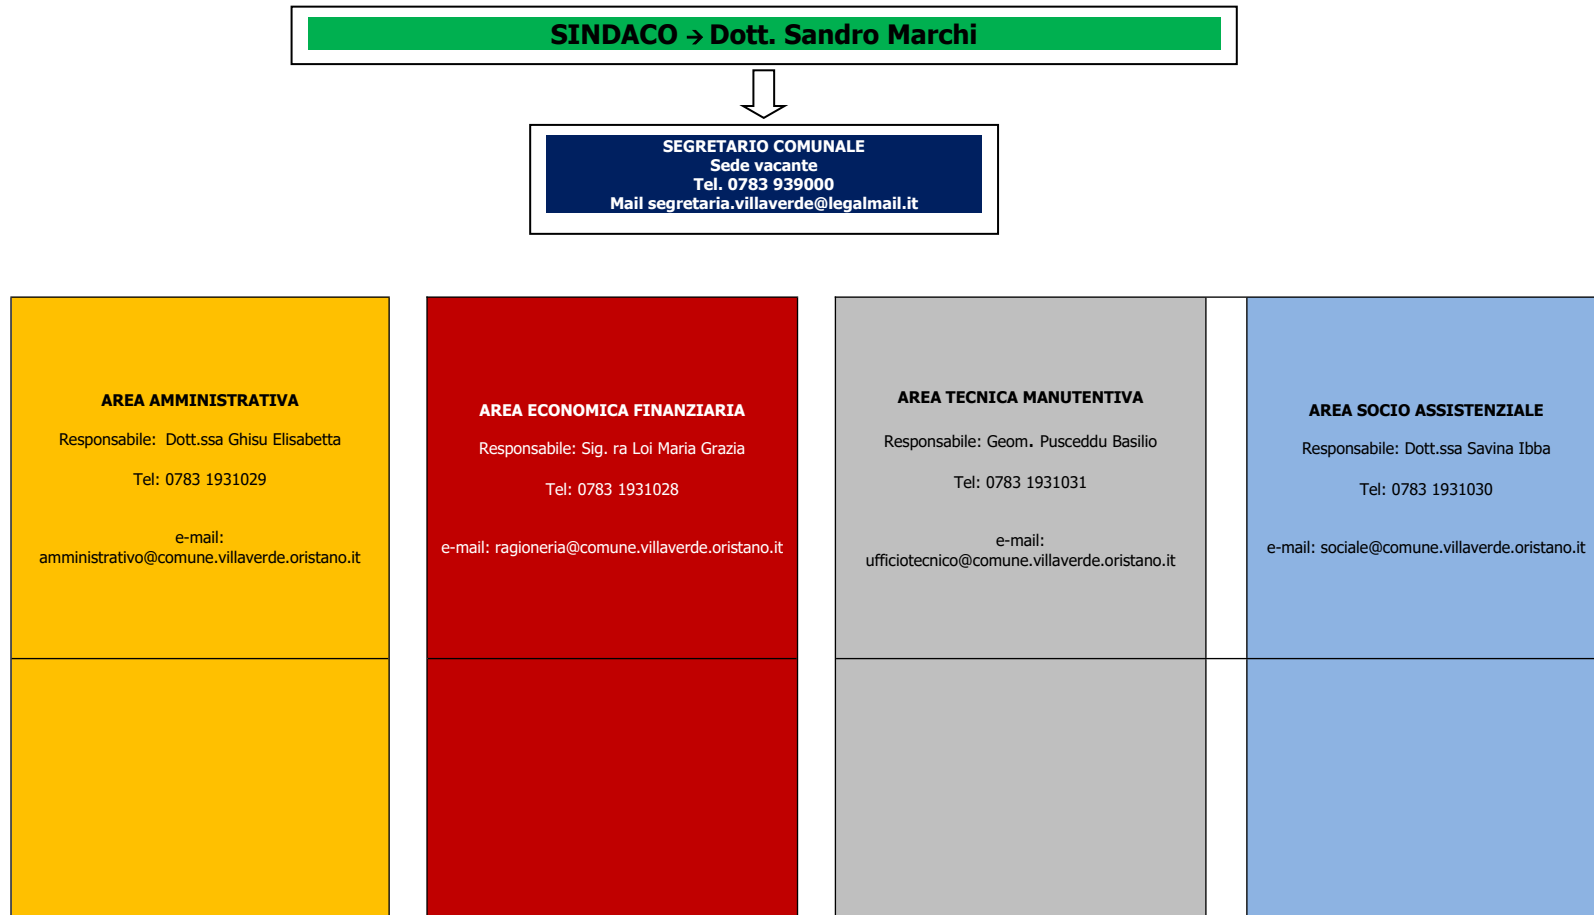 SINDACO → Dott. Sandro Marchi
SEGRETARIO COMUNALE
Sede vacante
Tel. 0783 939000
Mail segretaria.villaverde@legalmail.it
AREA AMMINISTRATIVA
Responsabile: Dott.ssa Ghisu Elisabetta
Tel: 0783 1931029
e-mail:
amministrativo@comune.villaverde.oristano.it
AREA ECONOMICA FINANZIARIA
Responsabile: Sig. ra Loi Maria Grazia
Tel: 0783 1931028
e-mail: ragioneria@comune.villaverde.oristano.it
AREA TECNICA MANUTENTIVA
Responsabile: Geom. Pusceddu Basilio
Tel: 0783 1931031
e-mail:
ufficiotecnico@comune.villaverde.oristano.it
AREA SOCIO ASSISTENZIALE
Responsabile: Dott.ssa Savina Ibba
Tel: 0783 1931030
e-mail: sociale@comune.villaverde.oristano.it